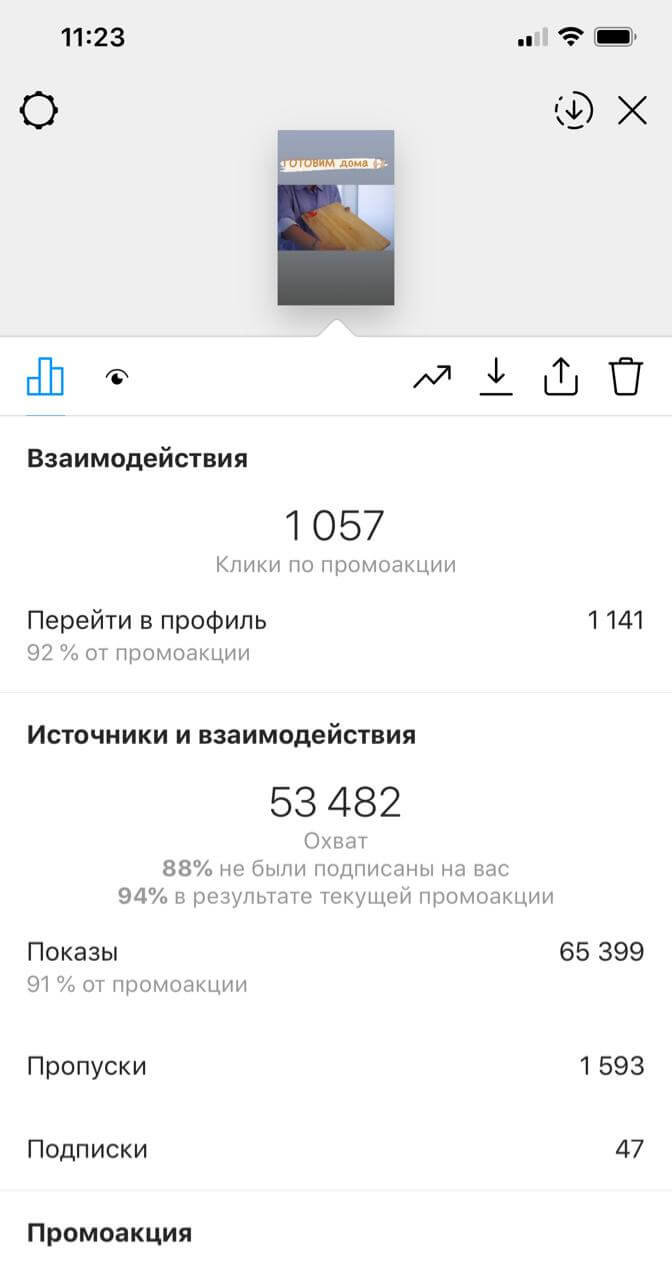 11:23
ГОТОВИМ дома
Взаимодействия
1 057
Клики по промоакции
Перейти в профиль 1 141
92 % от промоакции
Источники и взаимодействия
53 482
Охват
88% не были подписаны на вас
94% в результате текущей промоакции
Показы 65 399
91 % от промоакции
Пропуски 1 593
Подписки 47
Промоакция